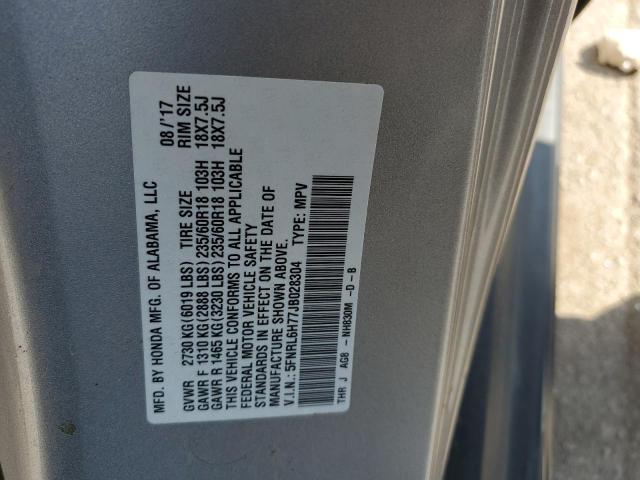 MFD. BY HONDA MFG. OF ALABAMA, LLC 08/'17
GVWR 2730 KG (6019 LBS) TIRE SIZE RIM SIZE
GAWR F 1310 KG (2888 LBS) 235/60R18 103H 18X7.5J
GAWR R 1465 KG (3230 LBS) 235/60R18 103H 18X7.5J
THIS VEHICLE CONFORMS TO ALL APPLICABLE
FEDERAL MOTOR VEHICLE SAFETY
STANDARDS IN EFFECT ON THE DATE OF
MANUFACTURE SHOWN ABOVE.
V.I.N.: 5FNRL6H77JB028304 TYPE: MPV
THR J AG8 - NH830M -D-B